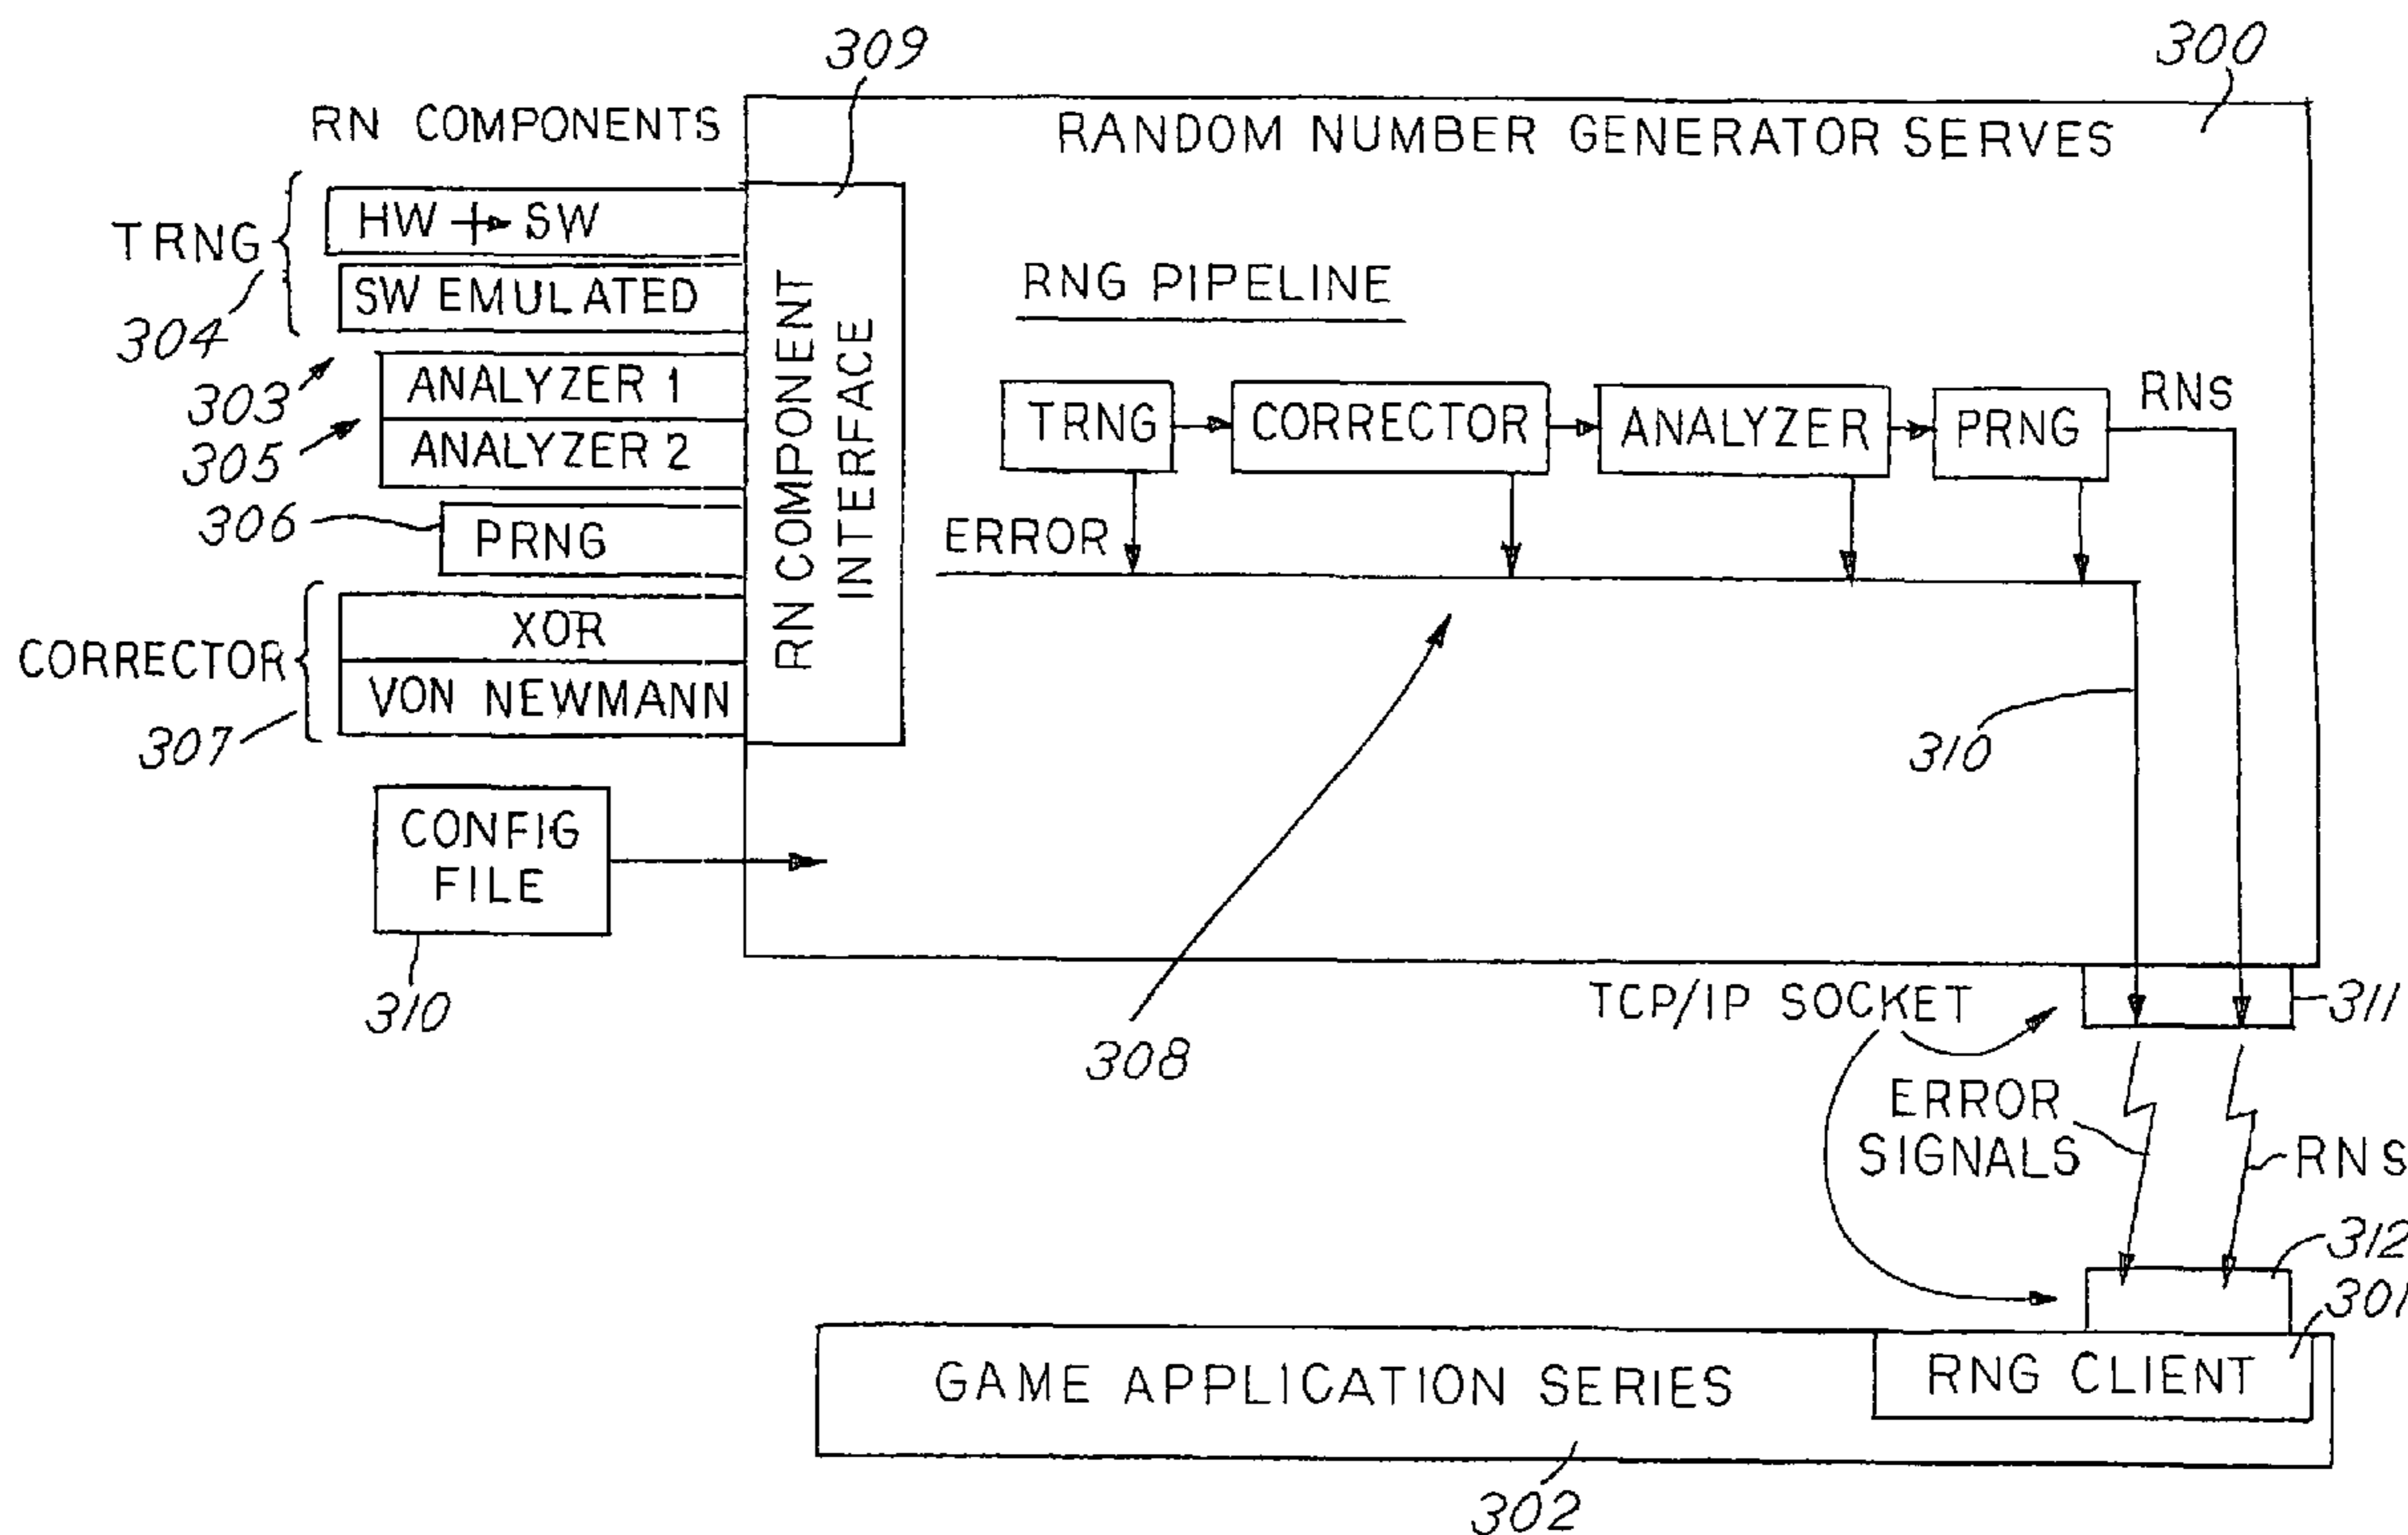 309
300
RN COMPONENTS
RANDOM NUMBER GENERATOR SERVES
TRNG
HW → SW
SW EMULATED
304
303
ANALYZER 1
305
ANALYZER 2
306
PRNG
CORRECTOR
XOR
VON NEWMANN
307
RN COMPONENT
INTERFACE
RNG PIPELINE
TRNG
CORRECTOR
ANALYZER
PRNG
RNS
ERROR
310
CONFIG
FILE
310
308
TCP/IP SOCKET
311
ERROR
SIGNALS
RNS
312
301
GAME APPLICATION SERIES
RNG CLIENT
302